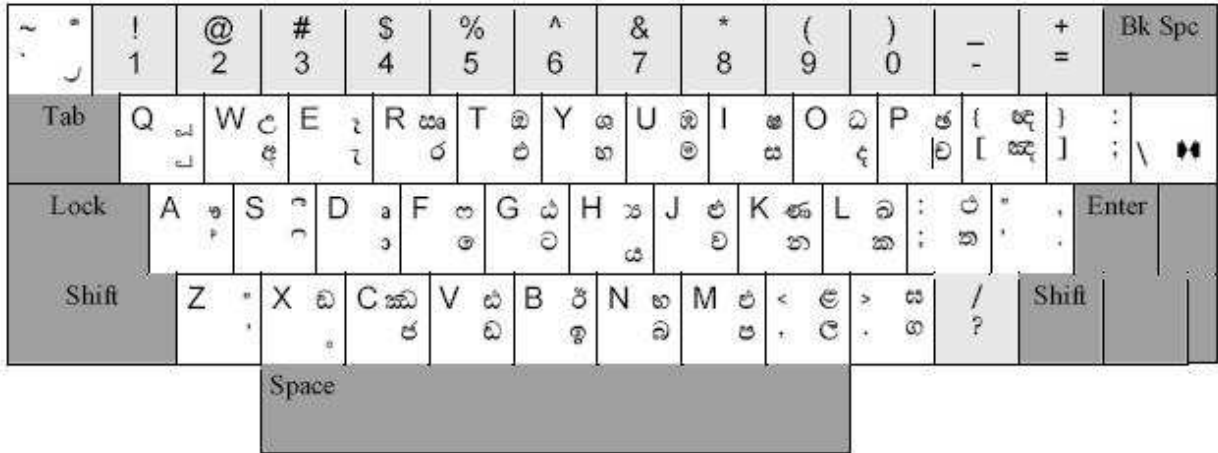 ~ ! @ # $ % ^ & * ( ) _ + Bk Spc
1 2 3 4 5 6 7 8 9 0 - =
Tab Q W උ E R ඍ T ඔ Y ශ U ඹ I ෂ O ධ P ඡ { ඥ } :
අ ර එ හ ම ස ද ච [ ඤ ] ; \
Lock A S D F ෆ G ඨ H J K ණ L ඛ : ථ " , Enter
ට ය ව න ක ; ත ' .
Shift Z X ඞ C ඣ V ඪ B ඊ N භ M ඵ < ළ > ඝ / Shift
ජ ඩ ඉ බ ප , ල . ග ?
Space